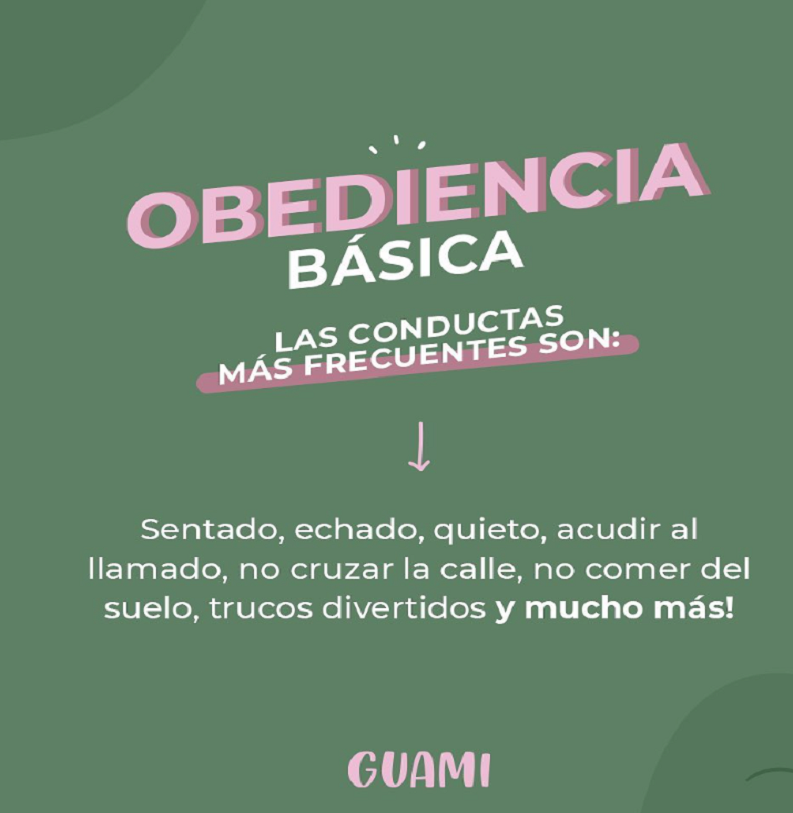 OBEDIENCIA
BÁSICA
LAS CONDUCTAS
MÁS FRECUENTES SON:
Sentado, echado, quieto, acudir al
llamado, no cruzar la calle, no comer del
suelo, trucos divertidos y mucho más!
GUAMI